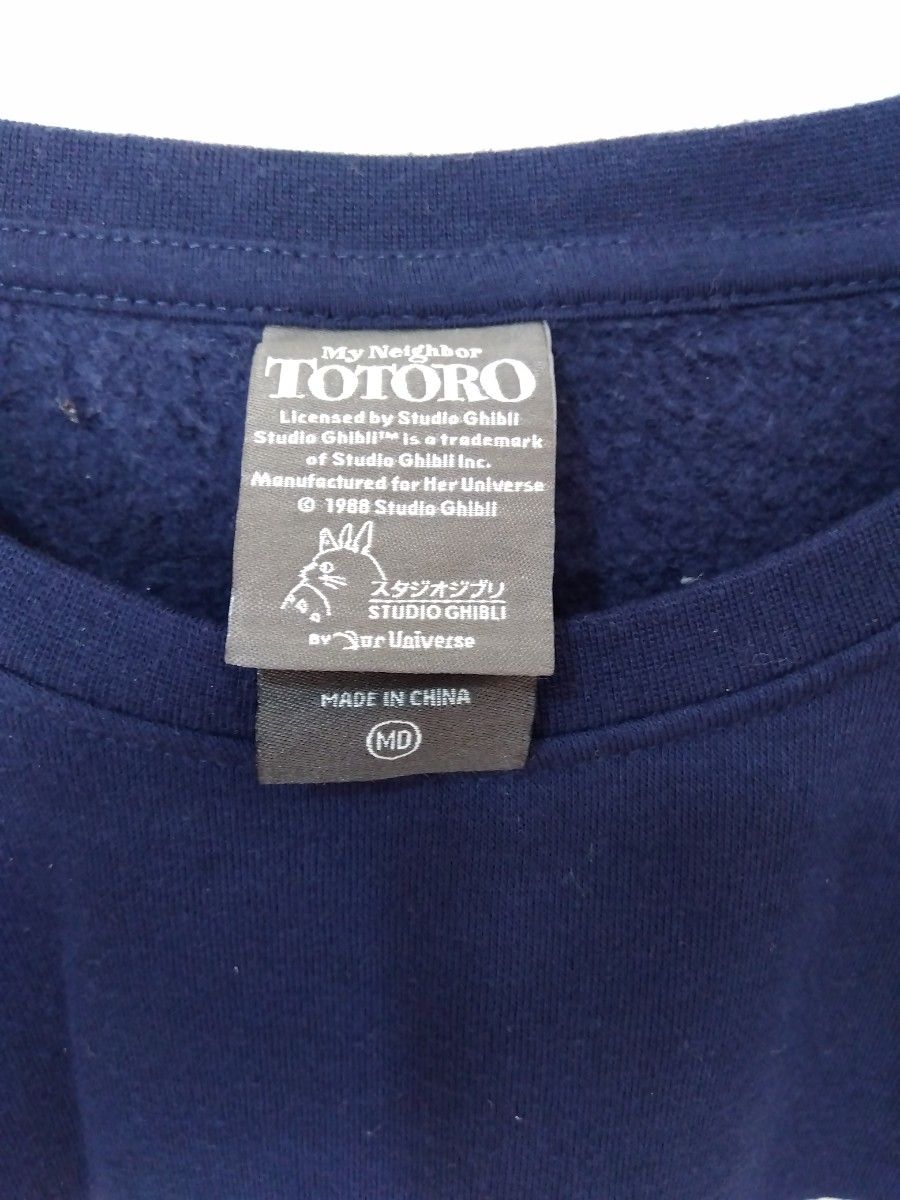 My Neighbor
TOTORO
Licensed by Studio Ghibli
Studio Ghibli™ is a trademark
of Studio Ghibli Inc.
Manufactured for Her Universe
© 1988 Studio Ghibli
スタジオジブリ
STUDIO GHIBLI
BY Her Universe
MADE IN CHINA
MD